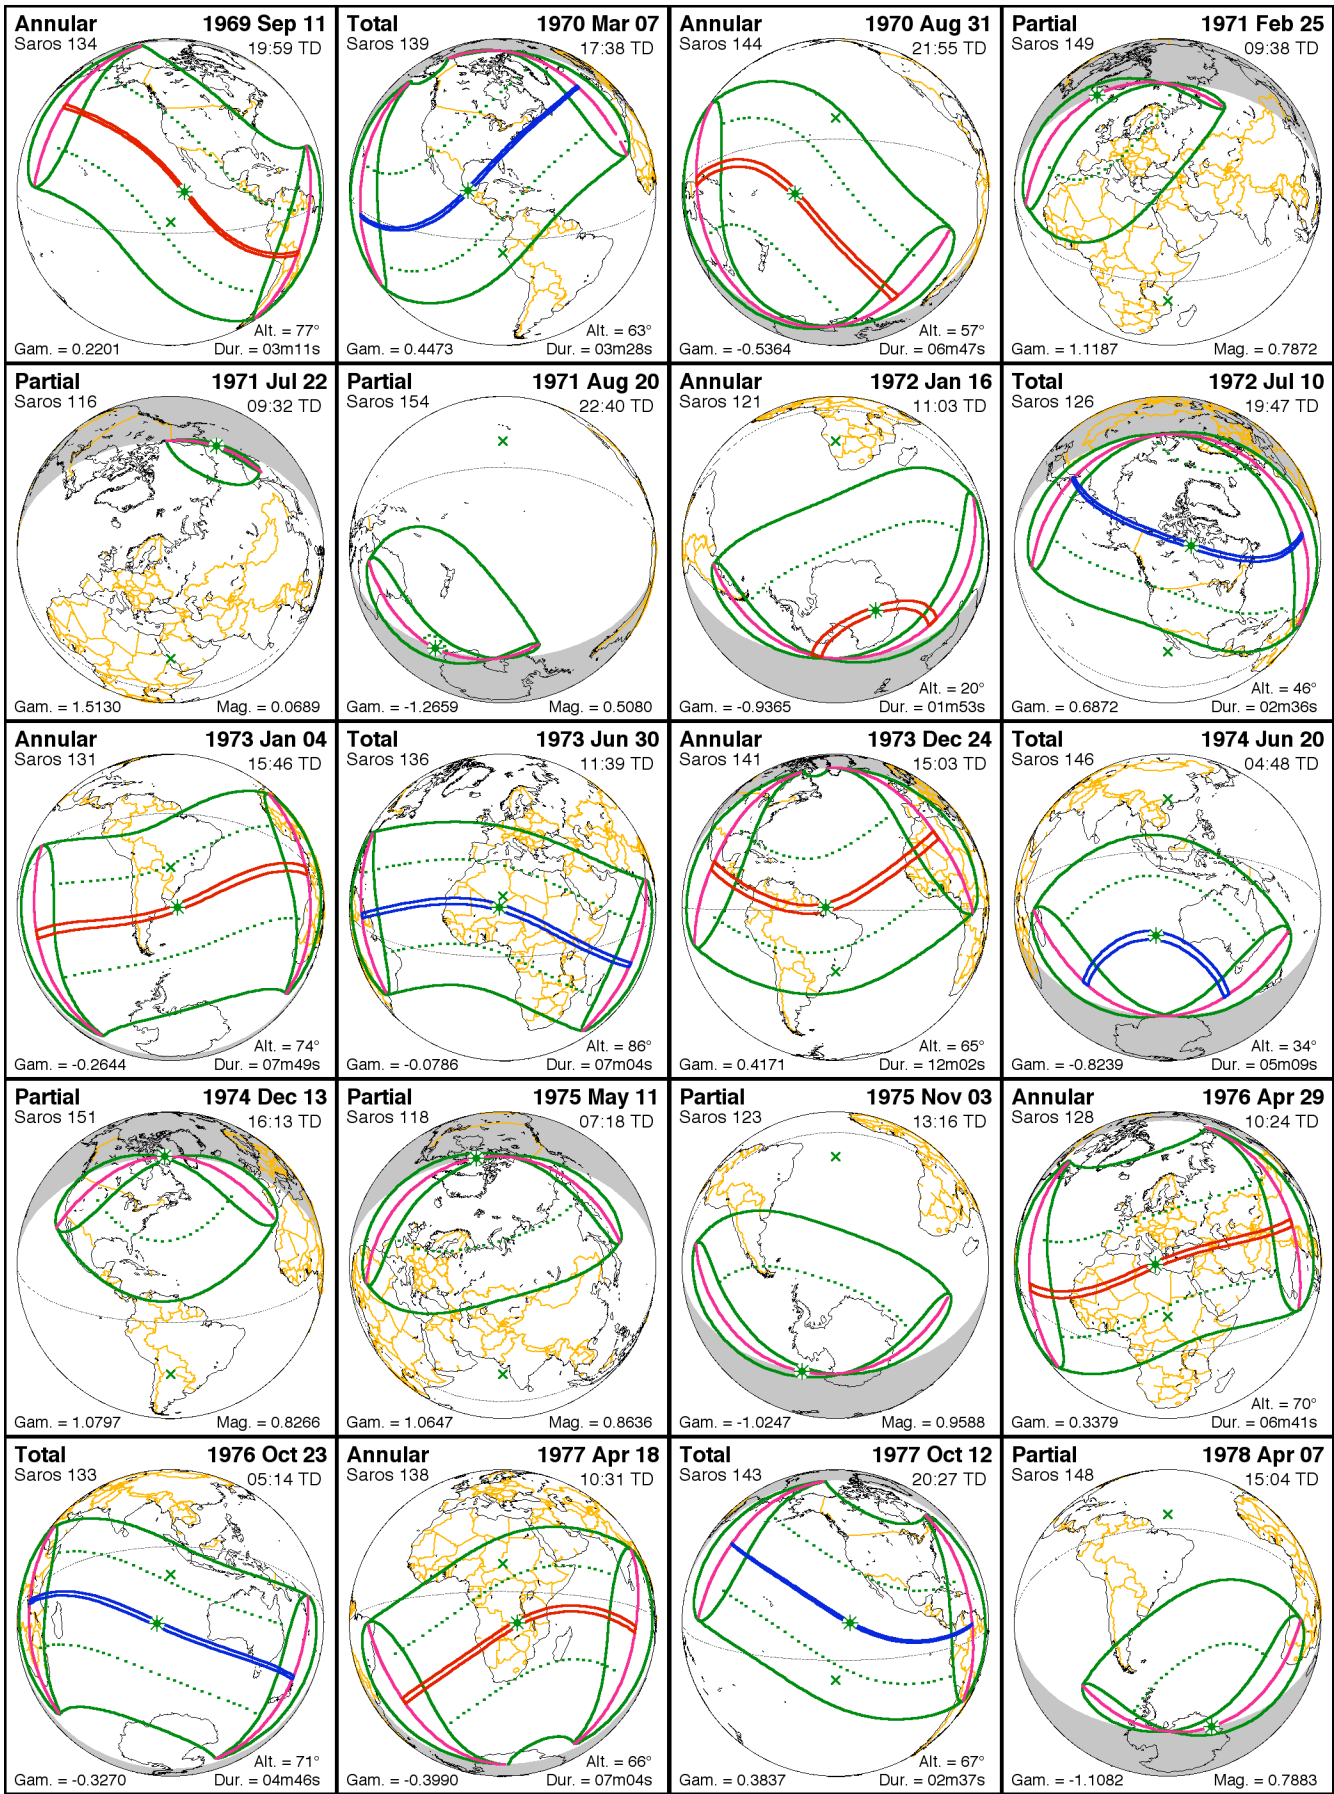 Annular 1969 Sep 11
Saros 134 19:59 TD
Alt. = 77°
Gam. = 0.2201 Dur. = 03m11s
Total 1970 Mar 07
Saros 139 17:38 TD
Alt. = 63°
Gam. = 0.4473 Dur. = 03m28s
Annular 1970 Aug 31
Saros 144 21:55 TD
Alt. = 57°
Gam. = -0.5364 Dur. = 06m47s
Partial 1971 Feb 25
Saros 149 09:38 TD
Gam. = 1.1187 Mag. = 0.7872
Partial 1971 Jul 22
Saros 116 09:32 TD
Gam. = 1.5130 Mag. = 0.0689
Partial 1971 Aug 20
Saros 154 22:40 TD
Gam. = -1.2659 Mag. = 0.5080
Annular 1972 Jan 16
Saros 121 11:03 TD
Alt. = 20°
Gam. = -0.9365 Dur. = 01m53s
Total 1972 Jul 10
Saros 126 19:47 TD
Alt. = 46°
Gam. = 0.6872 Dur. = 02m36s
Annular 1973 Jan 04
Saros 131 15:46 TD
Alt. = 74°
Gam. = -0.2644 Dur. = 07m49s
Total 1973 Jun 30
Saros 136 11:39 TD
Alt. = 86°
Gam. = -0.0786 Dur. = 07m04s
Annular 1973 Dec 24
Saros 141 15:03 TD
Alt. = 65°
Gam. = 0.4171 Dur. = 12m02s
Total 1974 Jun 20
Saros 146 04:48 TD
Alt. = 34°
Gam. = -0.8239 Dur. = 05m09s
Partial 1974 Dec 13
Saros 151 16:13 TD
Gam. = 1.0797 Mag. = 0.8266
Partial 1975 May 11
Saros 118 07:18 TD
Gam. = 1.0647 Mag. = 0.8636
Partial 1975 Nov 03
Saros 123 13:16 TD
Gam. = -1.0247 Mag. = 0.9588
Annular 1976 Apr 29
Saros 128 10:24 TD
Alt. = 70°
Gam. = 0.3379 Dur. = 06m41s
Total 1976 Oct 23
Saros 133 05:14 TD
Alt. = 71°
Gam. = -0.3270 Dur. = 04m46s
Annular 1977 Apr 18
Saros 138 10:31 TD
Alt. = 66°
Gam. = -0.3990 Dur. = 07m04s
Total 1977 Oct 12
Saros 143 20:27 TD
Alt. = 67°
Gam. = 0.3837 Dur. = 02m37s
Partial 1978 Apr 07
Saros 148 15:04 TD
Gam. = -1.1082 Mag. = 0.7883